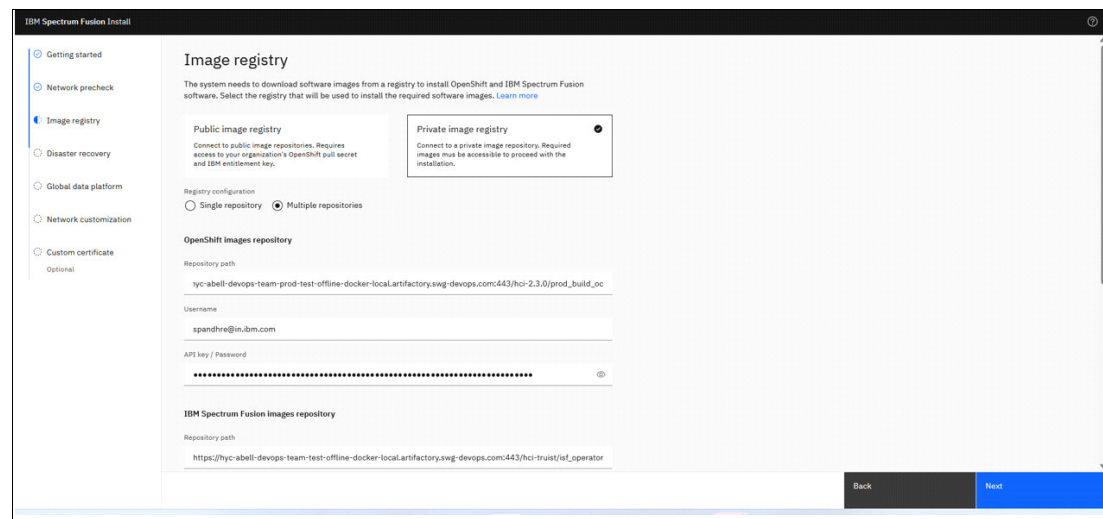 IBM Spectrum Fusion Install
Getting started
Network precheck
Image registry
Disaster recovery
Global data platform
Network customization
Custom certificate
Optional
Image registry
The system needs to download software images from a registry to install OpenShift and IBM Spectrum Fusion
software. Select the registry that will be used to install the required software images. Learn more
Public image registry
Connect to public image repositories. Requires
access to your organization's OpenShift pull secret
and IBM entitlement key.
Private image registry
Connect to a private image repository. Required
images mus be accessible to proceed with the
installation.
Registry configuration
Single repository
Multiple repositories
OpenShift images repository
Repository path
hyc-abell-devops-team-prod-test-offline-docker-local.artifactory.swg-devops.com:443/hci-2.3.0/prod_build_oc
Username
spandhre@in.ibm.com
API key / Password
IBM Spectrum Fusion images repository
Repository path
https://hyc-abell-devops-team-test-offline-docker-local.artifactory.swg-devops.com:443/hci-truist/isf_operator
Back
Next